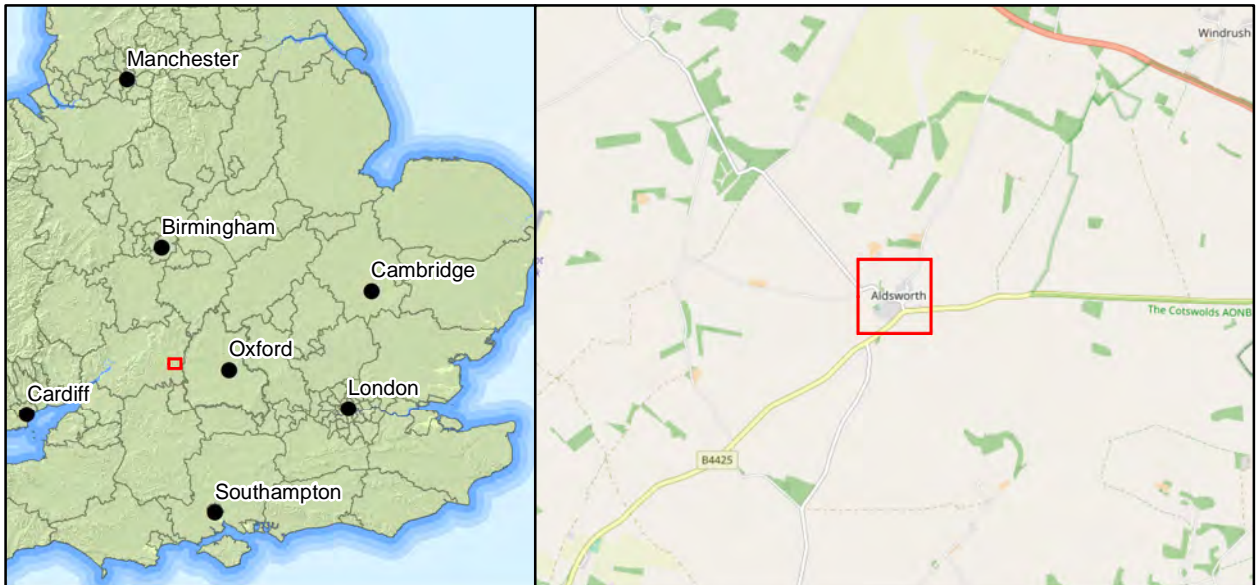 Manchester
Birmingham
Cambridge
Oxford
London
Cardiff
Southampton
Windrush
Aldsworth
The Cotswolds AONB
B4425